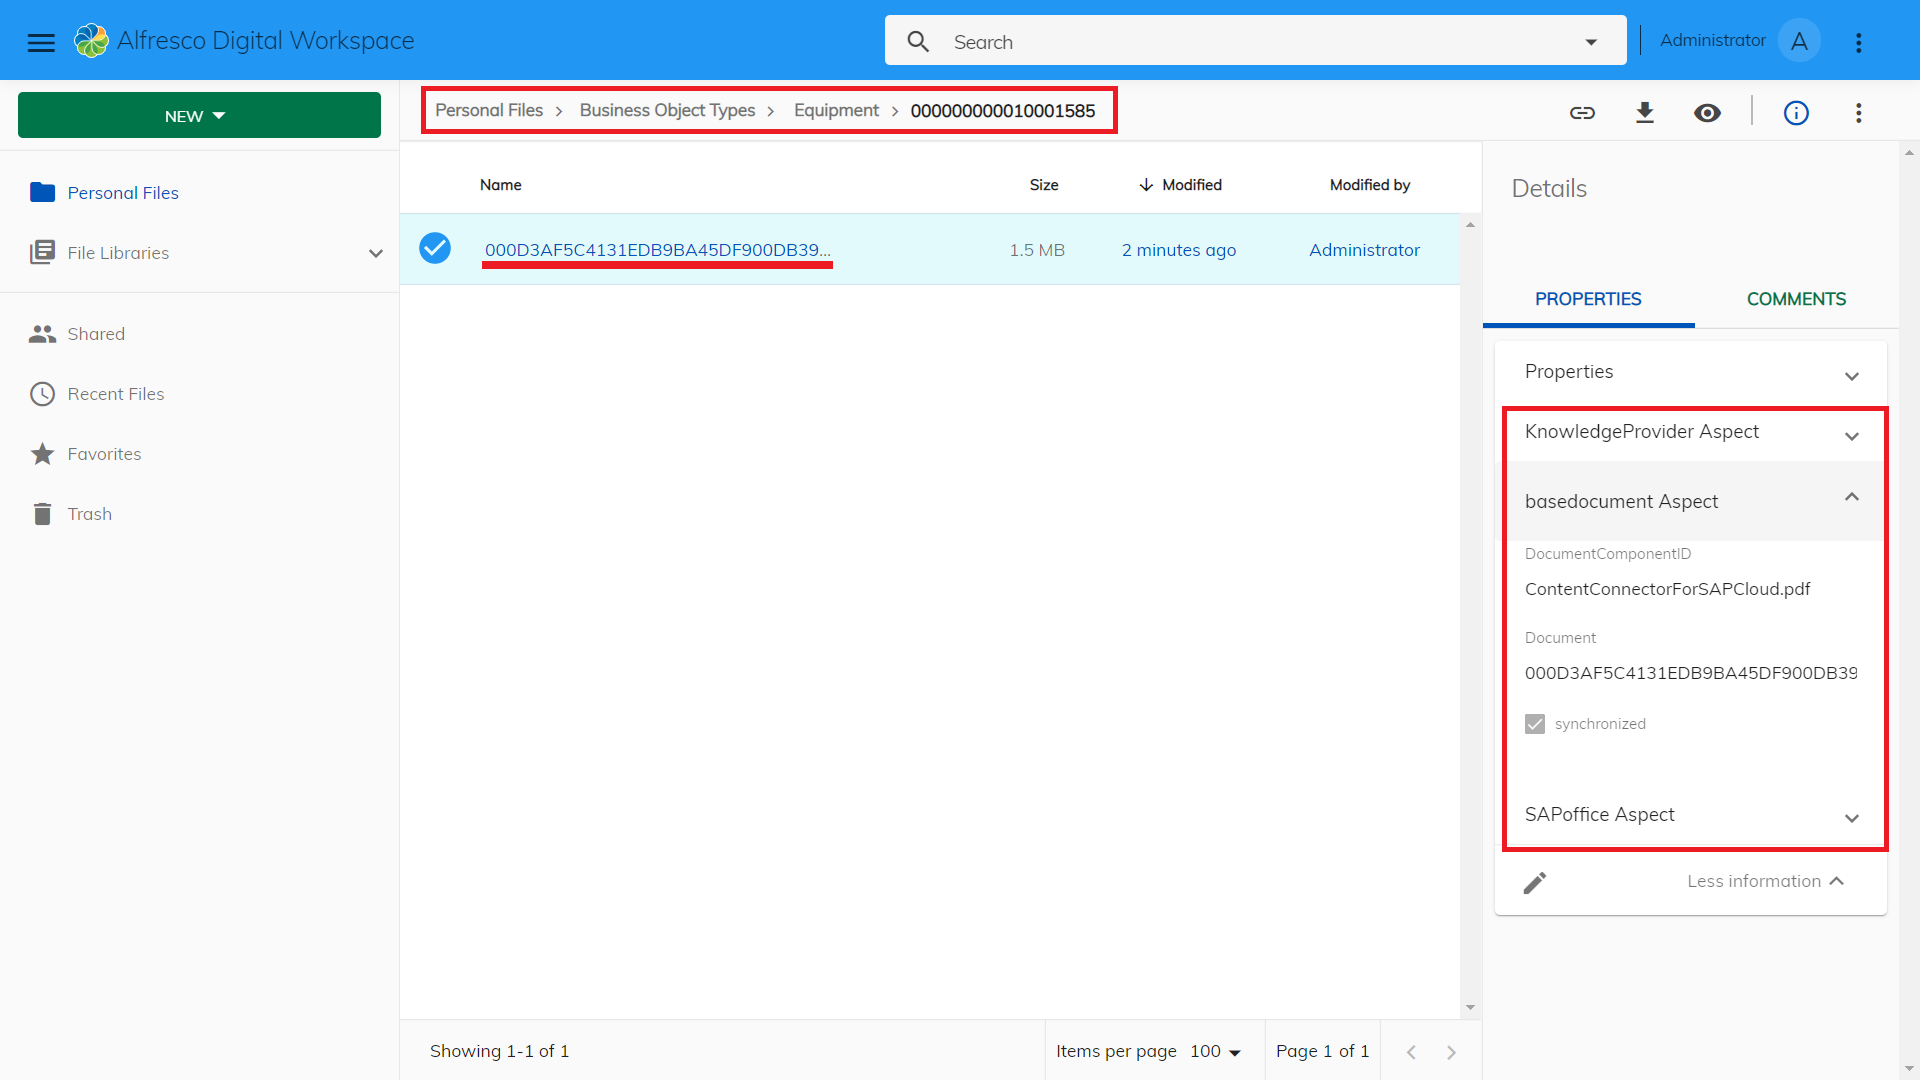 Alfresco Digital Workspace
Search
Administrator
A
NEW
Personal Files
File Libraries
Shared
Recent Files
Favorites
Trash
Personal Files > Business Object Types > Equipment > 000000000010001585
Name Size Modified Modified by
000D3AF5C4131EDB9BA45DF900DB39... 1.5 MB 2 minutes ago Administrator
Showing 1-1 of 1
Items per page 100
Page 1 of 1
Details
PROPERTIES COMMENTS
Properties
KnowledgeProvider Aspect
basedocument Aspect
DocumentComponentID
ContentConnectorForSAPCloud.pdf
Document
000D3AF5C4131EDB9BA45DF900DB39
synchronized
SAPoffice Aspect
Less information